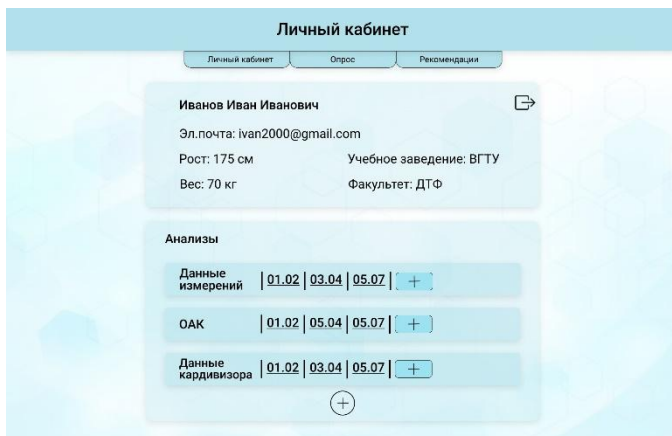 Личный кабинет
Личный кабинет Опрос Рекомендации
Иванов Иван Иванович
Эл.почта: ivan2000@gmail.com
Рост: 175 см Учебное заведение: ВГТУ
Вес: 70 кг Факультет: ДТФ
Анализы
Данные
измерений 01.02 03.04 05.07 +
ОАК 01.02 05.04 05.07 +
Данные
кардивизора 01.02 03.04 05.07 +
+